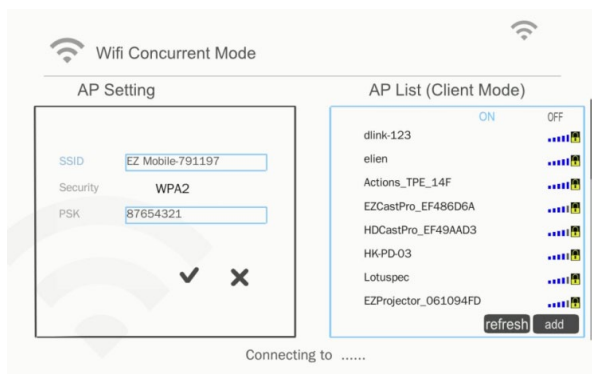 Wifi Concurrent Mode
AP Setting
SSID EZ Mobile-791197
Security WPA2
PSK 87654321
AP List (Client Mode)
ON OFF
dlink-123
elien
Actions_TPE_14F
EZCastPro_EF486D6A
HDCastPro_EF49AAD3
HK-PD-03
Lotuspec
EZProjector_061094FD
refresh add
Connecting to ......